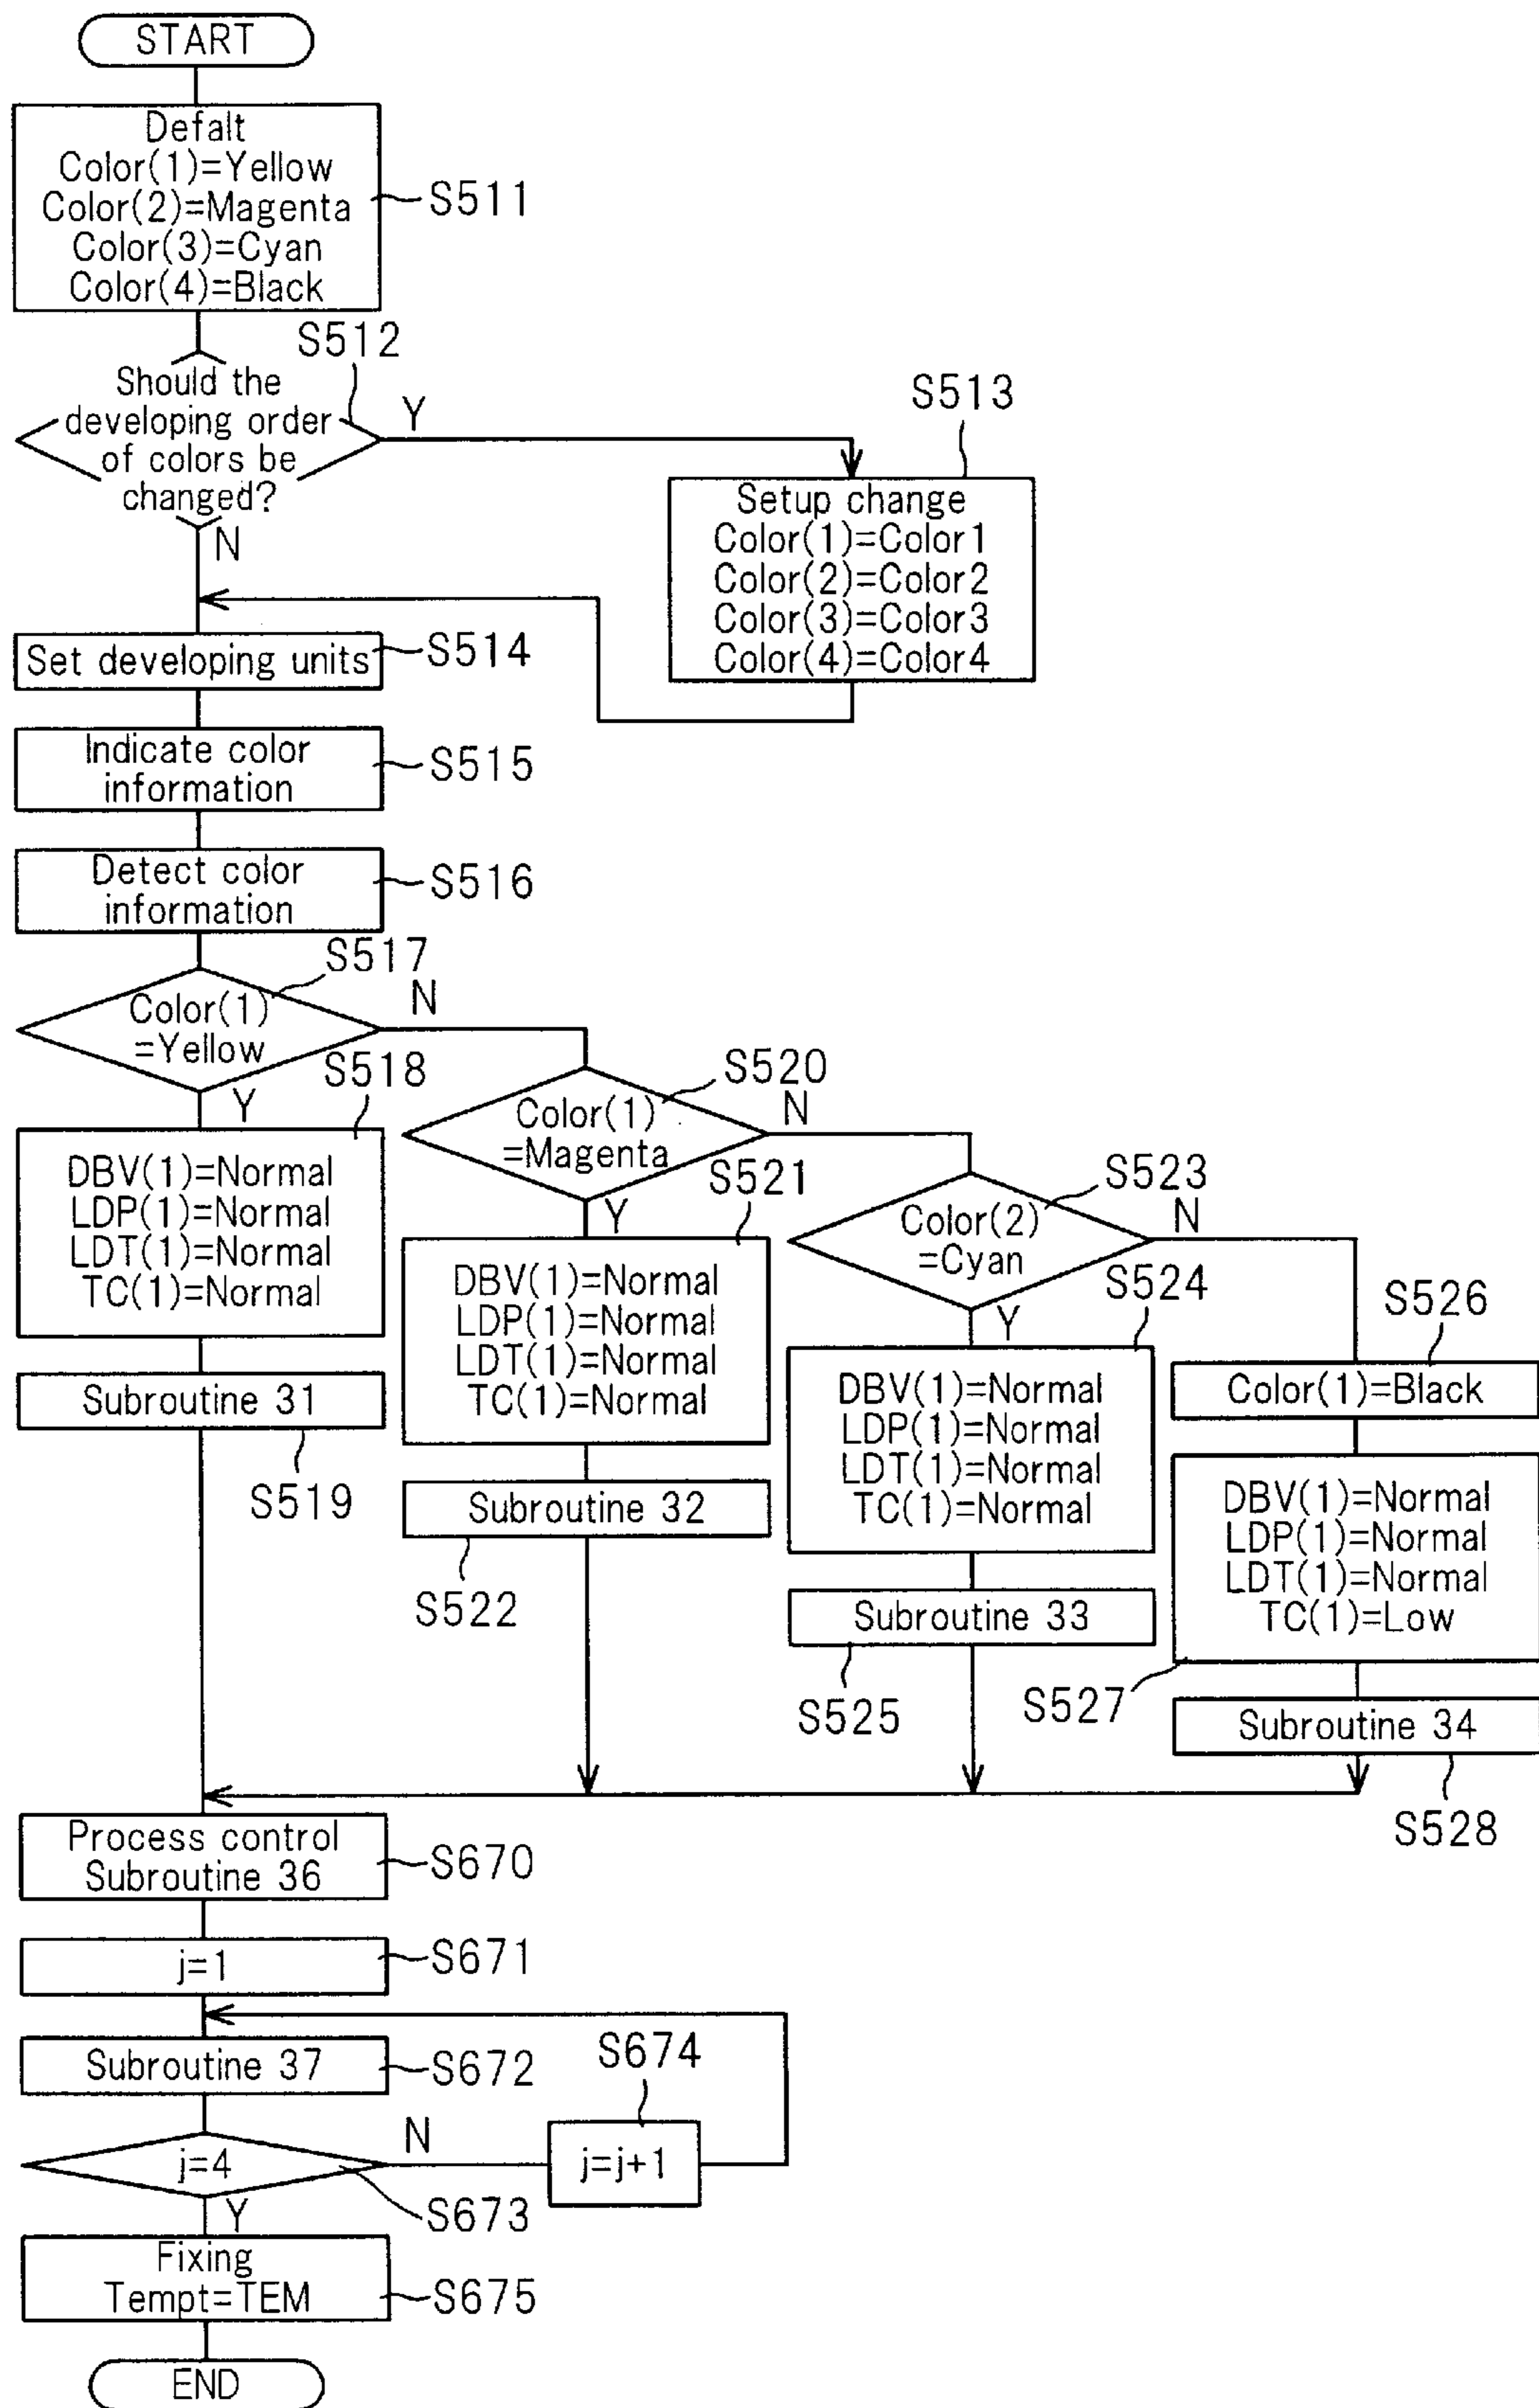 START
Defalt
Color(1)=Yellow
Color(2)=Magenta
Color(3)=Cyan
Color(4)=Black
S511
S512
Should the
developing order
of colors be
changed?
Y
N
S513
Setup change
Color(1)=Color1
Color(2)=Color2
Color(3)=Color3
Color(4)=Color4
Set developing units
S514
Indicate color
information
S515
Detect color
information
S516
S517
Color(1)
=Yellow
N
Y
S518
DBV(1)=Normal
LDP(1)=Normal
LDT(1)=Normal
TC(1)=Normal
Subroutine 31
S519
S520
Color(1)
=Magenta
N
Y
S521
DBV(1)=Normal
LDP(1)=Normal
LDT(1)=Normal
TC(1)=Normal
Subroutine 32
S522
S523
Color(2)
=Cyan
N
Y
S524
DBV(1)=Normal
LDP(1)=Normal
LDT(1)=Normal
TC(1)=Normal
Subroutine 33
S525
S526
Color(1)=Black
DBV(1)=Normal
LDP(1)=Normal
LDT(1)=Normal
TC(1)=Low
S527
Subroutine 34
S528
Process control
Subroutine 36
S670
j=1
S671
Subroutine 37
S672
S674
j=4
N
j=j+1
Y
S673
Fixing
Tempt=TEM
S675
END